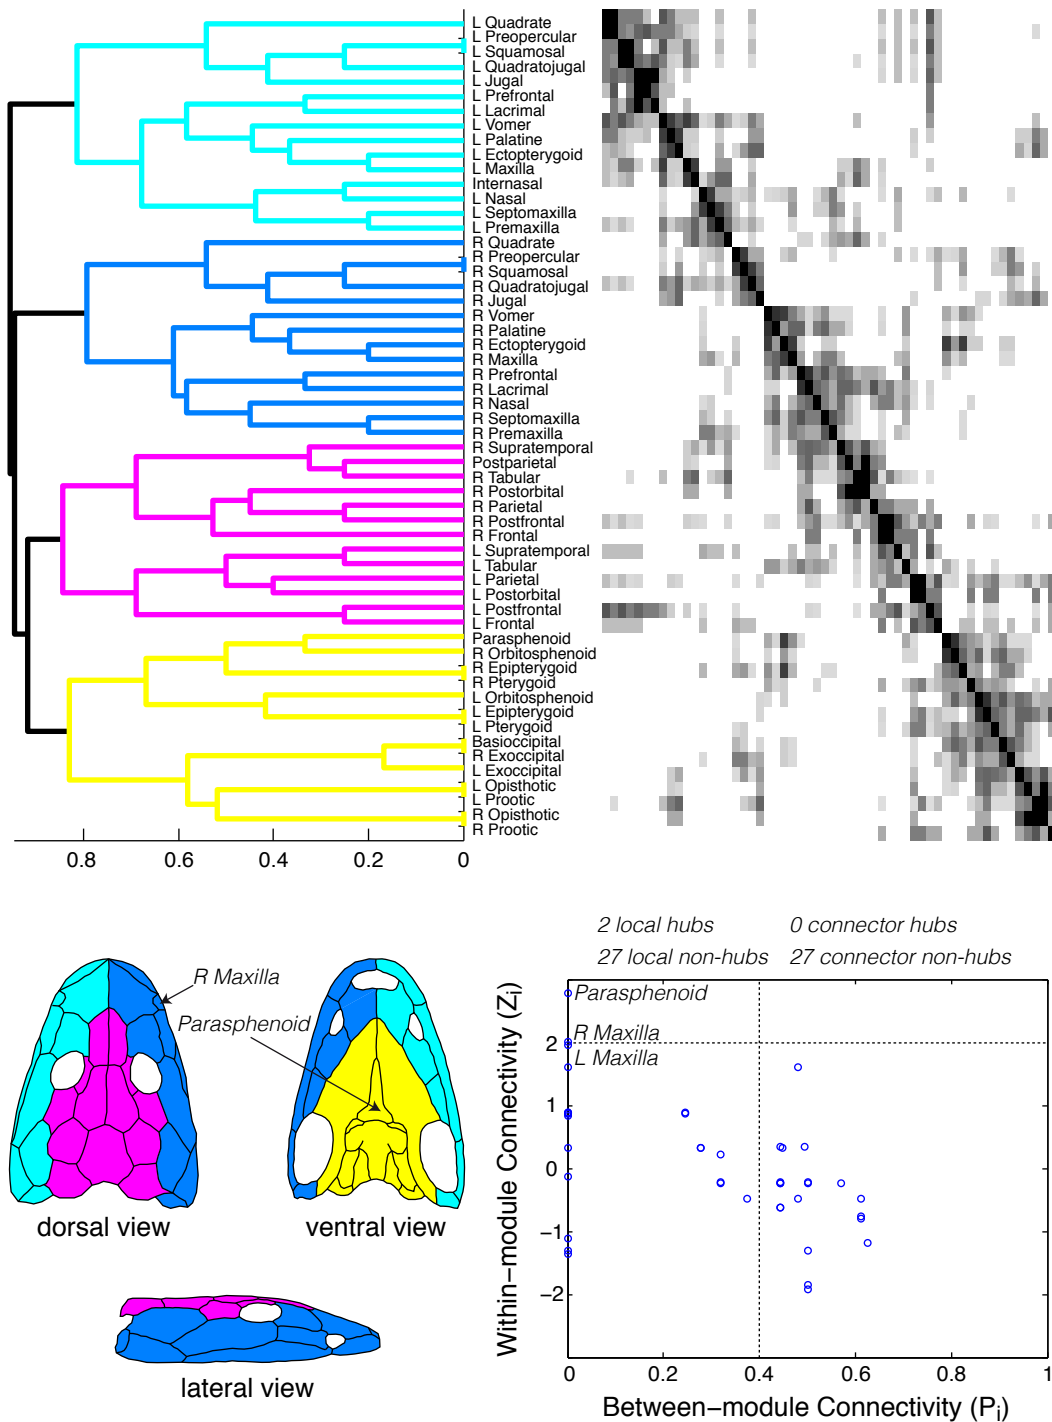 L Quadrate
L Preopercular
L Squamosal
L Quadratojugal
L Jugal
L Prefrontal
L Lacrimal
L Vomer
L Palatine
L Ectopterygoid
L Maxilla
Internasal
L Nasal
L Septomaxilla
L Premaxilla
R Quadrate
R Preopercular
R Squamosal
R Quadratojugal
R Jugal
R Vomer
R Palatine
R Ectopterygoid
R Maxilla
R Prefrontal
R Lacrimal
R Nasal
R Septomaxilla
R Premaxilla
R Supratemporal
Postparietal
R Tabular
R Postorbital
R Parietal
R Postfrontal
R Frontal
L Supratemporal
L Tabular
L Parietal
L Postorbital
L Postfrontal
L Frontal
Parasphenoid
R Orbitosphenoid
R Epipterygoid
R Pterygoid
L Orbitosphenoid
L Epipterygoid
L Pterygoid
Basioccipital
R Exoccipital
L Exoccipital
L Opisthotic
L Prootic
R Opisthotic
R Prootic
0.8 0.6 0.4 0.2 0
R Maxilla
Parasphenoid
dorsal view
ventral view
lateral view
2 local hubs 0 connector hubs
27 local non-hubs 27 connector non-hubs
Parasphenoid
R Maxilla
L Maxilla
2
1
0
−1
−2
Within−module Connectivity (Zi)
0 0.2 0.4 0.6 0.8 1
Between−module Connectivity (Pi)